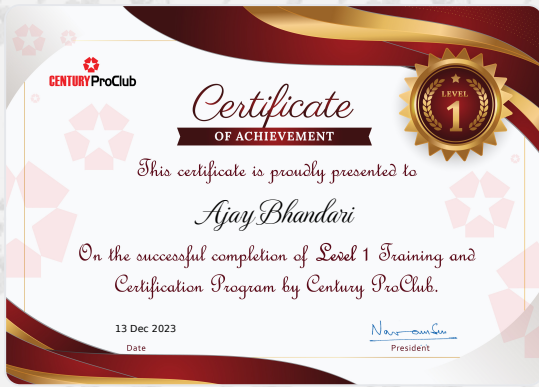 CENTURY ProClub
Certificate
OF ACHIEVEMENT
LEVEL
1
This certificate is proudly presented to
Ajay Bhandari
On the successful completion of Level 1 Training and
Certification Program by Century ProClub.
13 Dec 2023
Date
President